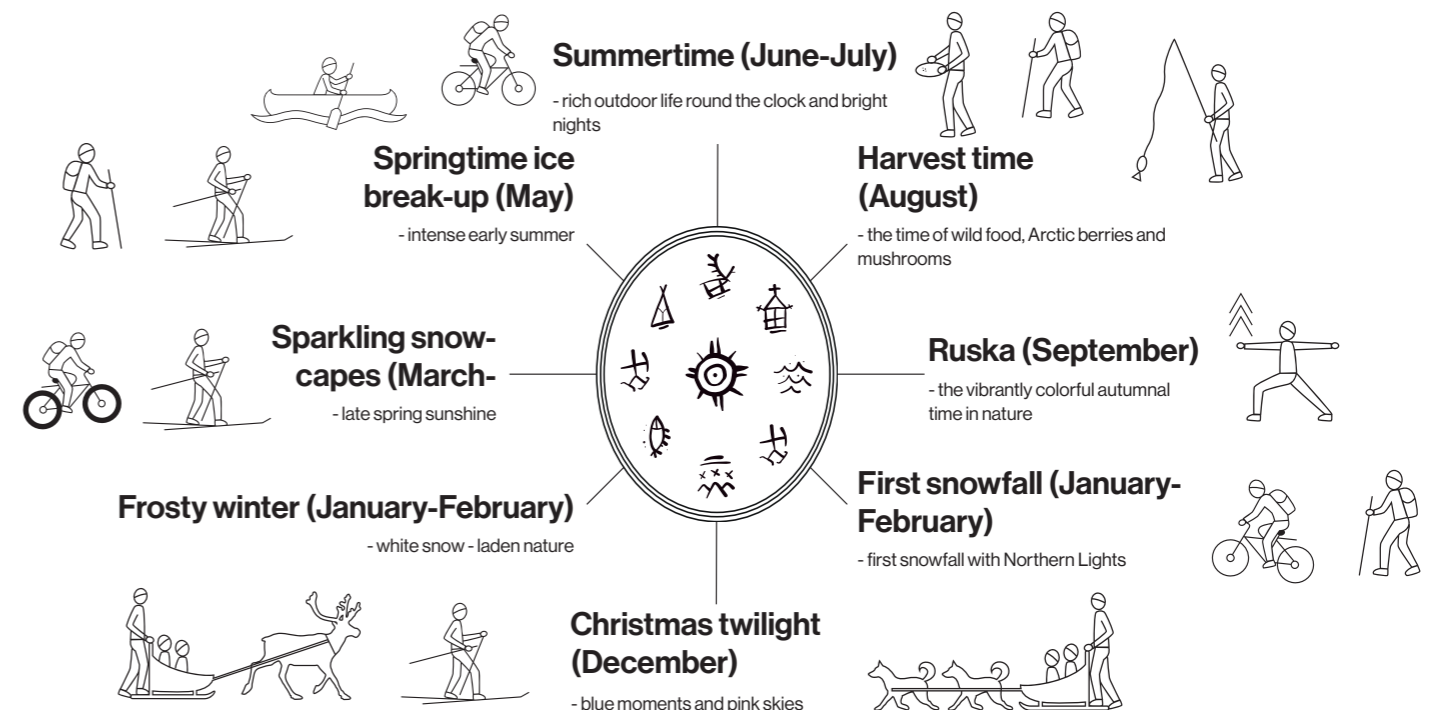 Summertime (June-July)
- rich outdoor life round the clock and bright
nights
Springtime ice
break-up (May)
- intense early summer
Harvest time
(August)
- the time of wild food, Arctic berries and
mushrooms
Sparkling snow-
capes (March-
- late spring sunshine
Ruska (September)
- the vibrantly colorful autumnal
time in nature
Frosty winter (January-February)
- white snow - laden nature
First snowfall (January-
February)
- first snowfall with Northern Lights
Christmas twilight
(December)
- blue moments and pink skies